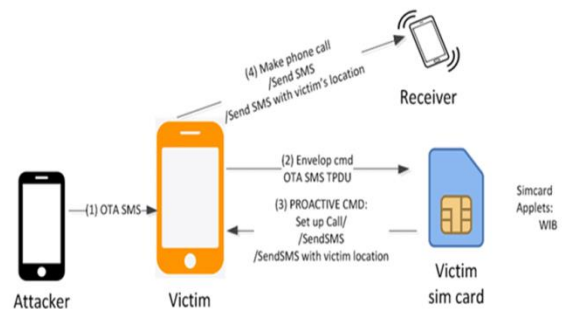 (4) Make phone call
/Send SMS
/Send SMS with victim's location
Receiver
(1) OTA SMS
(2) Envelop cmd
OTA SMS TPDU
(3) PROACTIVE CMD:
Set up Call/
/SendSMS
/SendSMS with victim location
Simcard
Applets:
WIB
Attacker
Victim
Victim
sim card